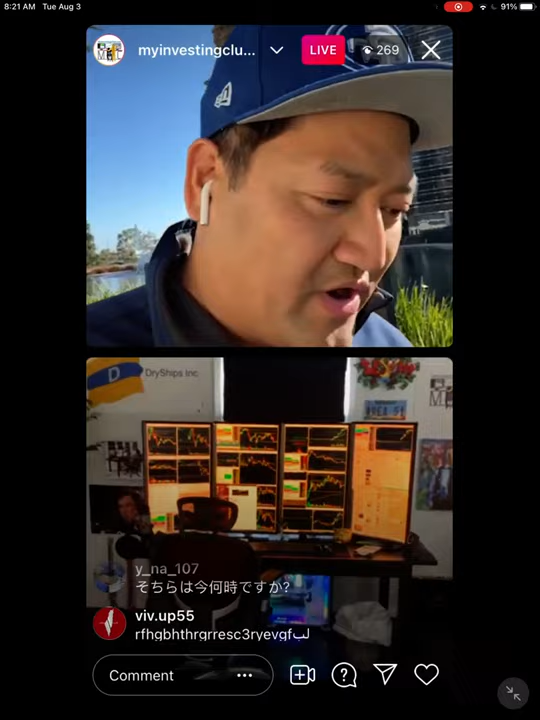 8:21 AM Tue Aug 3
91%
myinvestingclu...
LIVE
269
DryShips Inc
D
y_na_107
そちらは今何時ですか?
viv.up55
rfhgbhthrgrresc3ryevgfلب
Comment